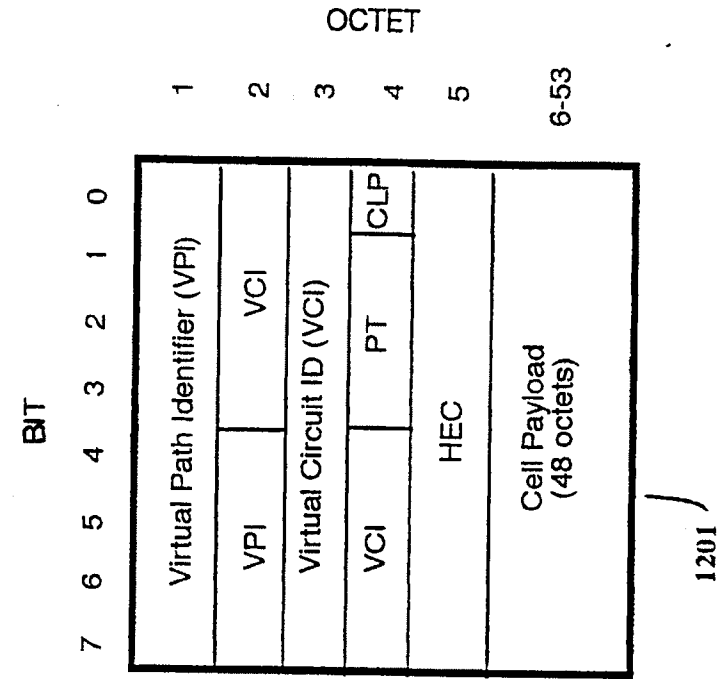 BIT
7 6 5 4 3 2 1 0
OCTET
Virtual Path Identifier (VPI) 1
VPI VCI 2
Virtual Circuit ID (VCI) 3
VCI PT CLP 4
HEC 5
Cell Payload
(48 octets)
6-53
1201